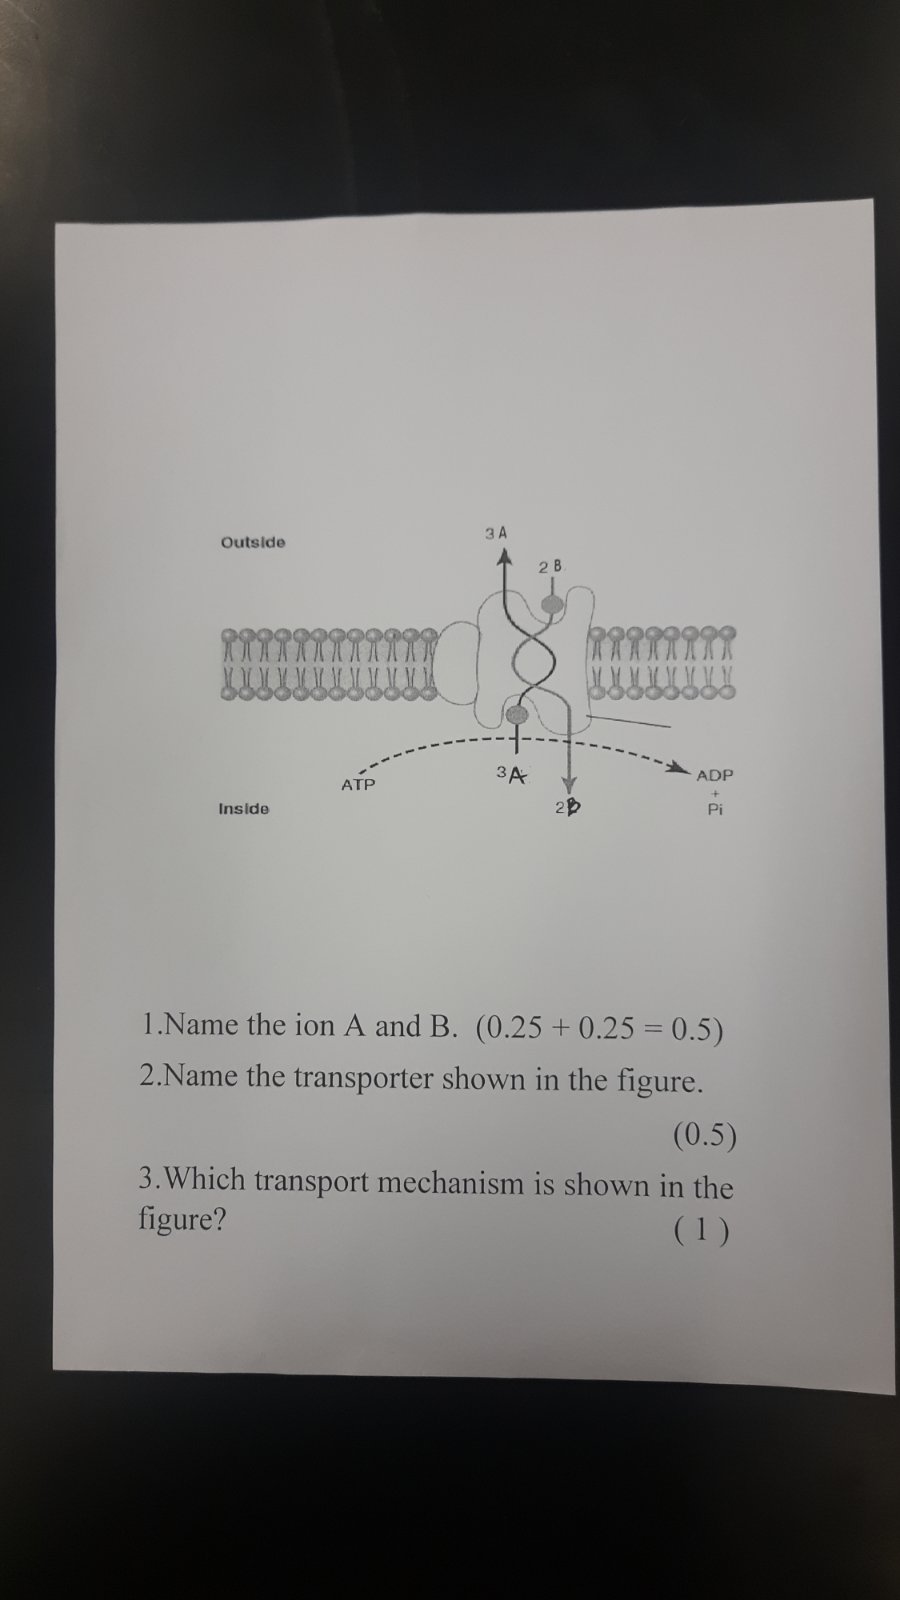 Outside
3 A
2 B
ATP
3 A
2 B
ADP
+
Pi
Inside
1.Name the ion A and B. (0.25 + 0.25 = 0.5)
2.Name the transporter shown in the figure.
(0.5)
3.Which transport mechanism is shown in the
figure? ( 1 )